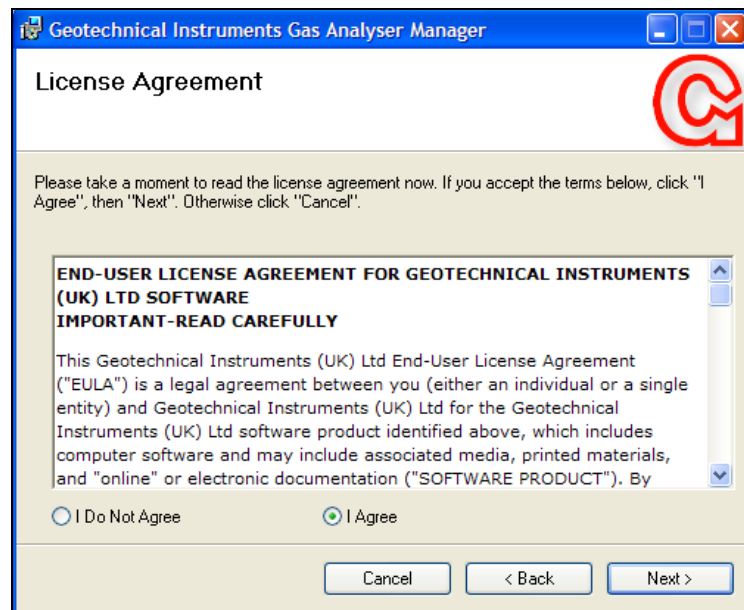 Geotechnical Instruments Gas Analyser Manager
License Agreement
Please take a moment to read the license agreement now. If you accept the terms below, click "I
Agree", then "Next". Otherwise click "Cancel".
END-USER LICENSE AGREEMENT FOR GEOTECHNICAL INSTRUMENTS
(UK) LTD SOFTWARE
IMPORTANT-READ CAREFULLY
This Geotechnical Instruments (UK) Ltd End-User License Agreement
("EULA") is a legal agreement between you (either an individual or a single
entity) and Geotechnical Instruments (UK) Ltd for the Geotechnical
Instruments (UK) Ltd software product identified above, which includes
computer software and may include associated media, printed materials,
and "online" or electronic documentation ("SOFTWARE PRODUCT"). By
I Do Not Agree
I Agree
Cancel
< Back
Next >